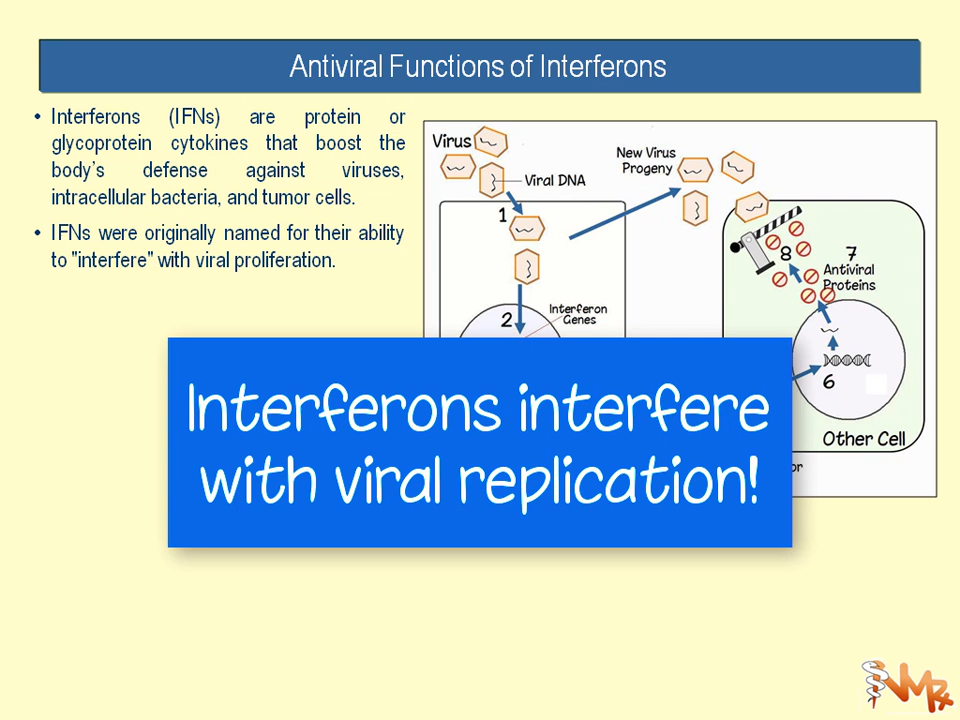 Antiviral Functions of Interferons
• Interferons (IFNs) are protein or
glycoprotein cytokines that boost the
body's defense against viruses,
intracellular bacteria, and tumor cells.
• IFNs were originally named for their ability
to "interfere" with viral proliferation.
Virus
Viral DNA
New Virus
Progeny
1
2
Interferon
Genes
8
7
Antiviral
Proteins
6
Other Cell
Interferons interfere
with viral replication!
VMRx